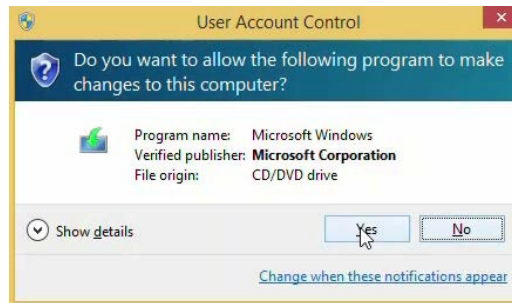 User Account Control
Do you want to allow the following program to make
changes to this computer?
Program name: Microsoft Windows
Verified publisher: Microsoft Corporation
File origin: CD/DVD drive
Show details
Yes
No
Change when these notifications appear